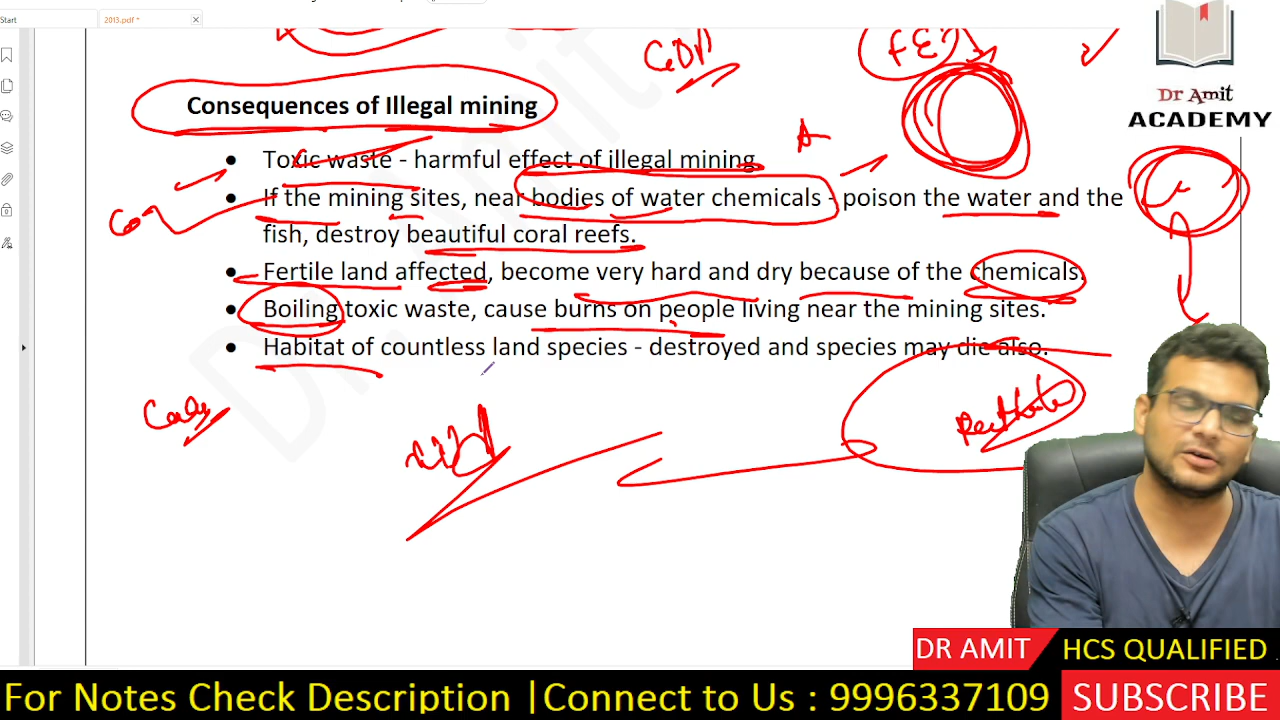 Start
2013.pdf *
GDP
Dr Amit
ACADEMY
Consequences of Illegal mining
• Toxic waste - harmful effect of illegal mining.
• If the mining sites, near bodies of water chemicals - poison the water and the
fish, destroy beautiful coral reefs.
• Fertile land affected, become very hard and dry because of the chemicals.
• Boiling toxic waste, cause burns on people living near the mining sites.
• Habitat of countless land species - destroyed and species may die also.
Dr Amit
DR AMIT HCS QUALIFIED
For Notes Check Description | Connect to Us : 9996337109 SUBSCRIBE